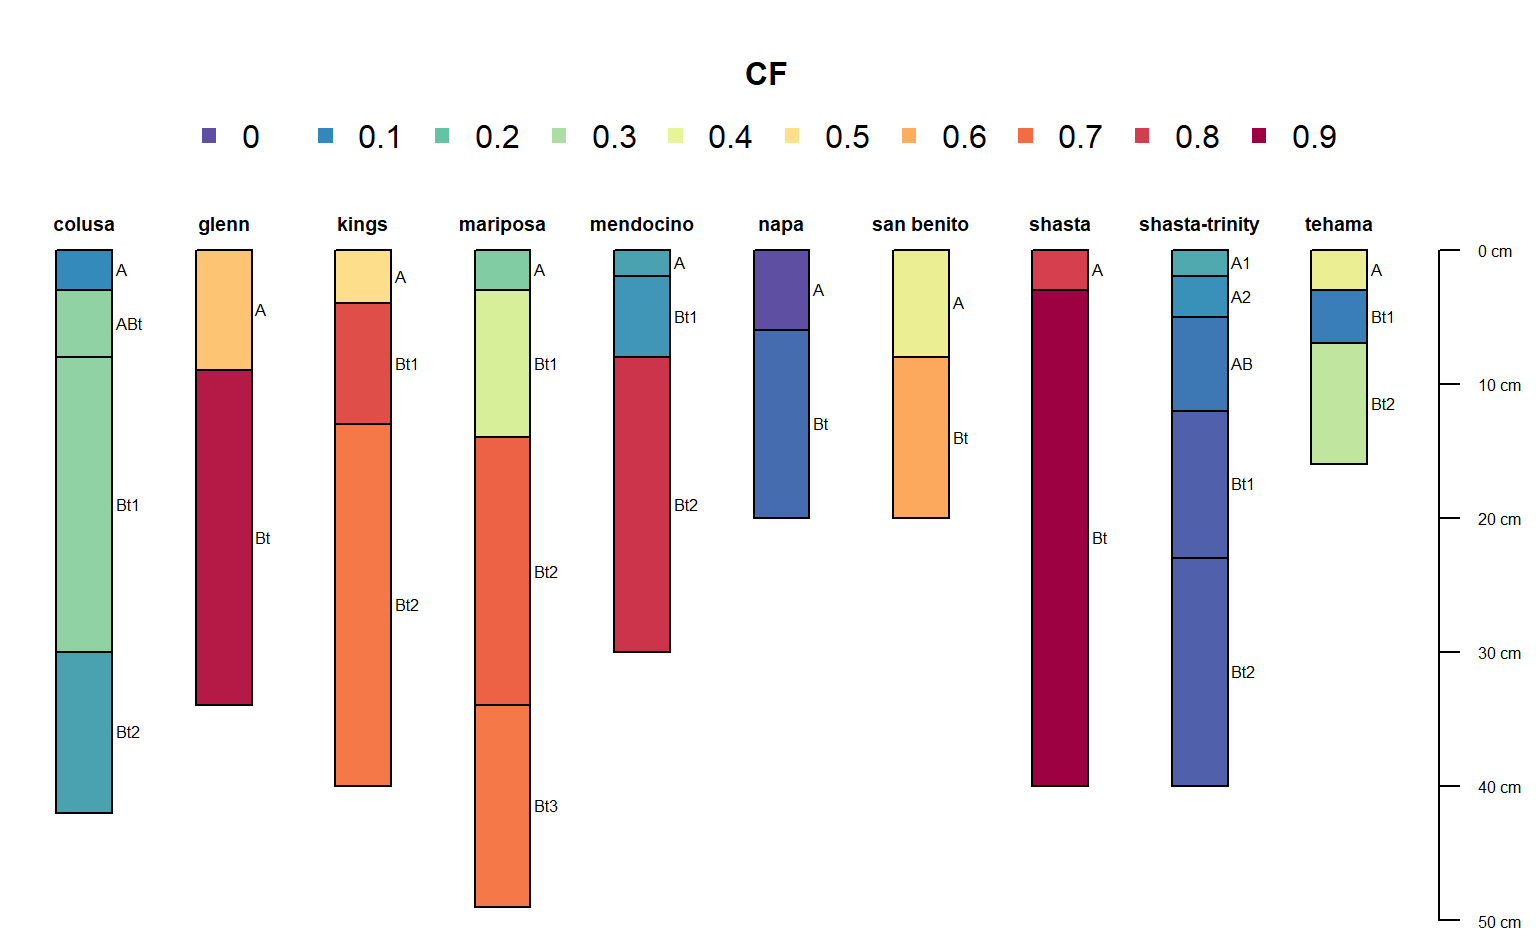 CF
0 0.1 0.2 0.3 0.4 0.5 0.6 0.7 0.8 0.9
colusa glenn kings mariposa mendocino napa san benito shasta shasta-trinity tehama
A
ABt
Bt1
Bt2
A
Bt
A
Bt1
Bt2
A
Bt1
Bt2
Bt3
A
Bt1
Bt2
A
Bt
A
Bt
A
Bt
A1
A2
AB
Bt1
Bt2
A
Bt1
Bt2
0 cm
10 cm
20 cm
30 cm
40 cm
50 cm